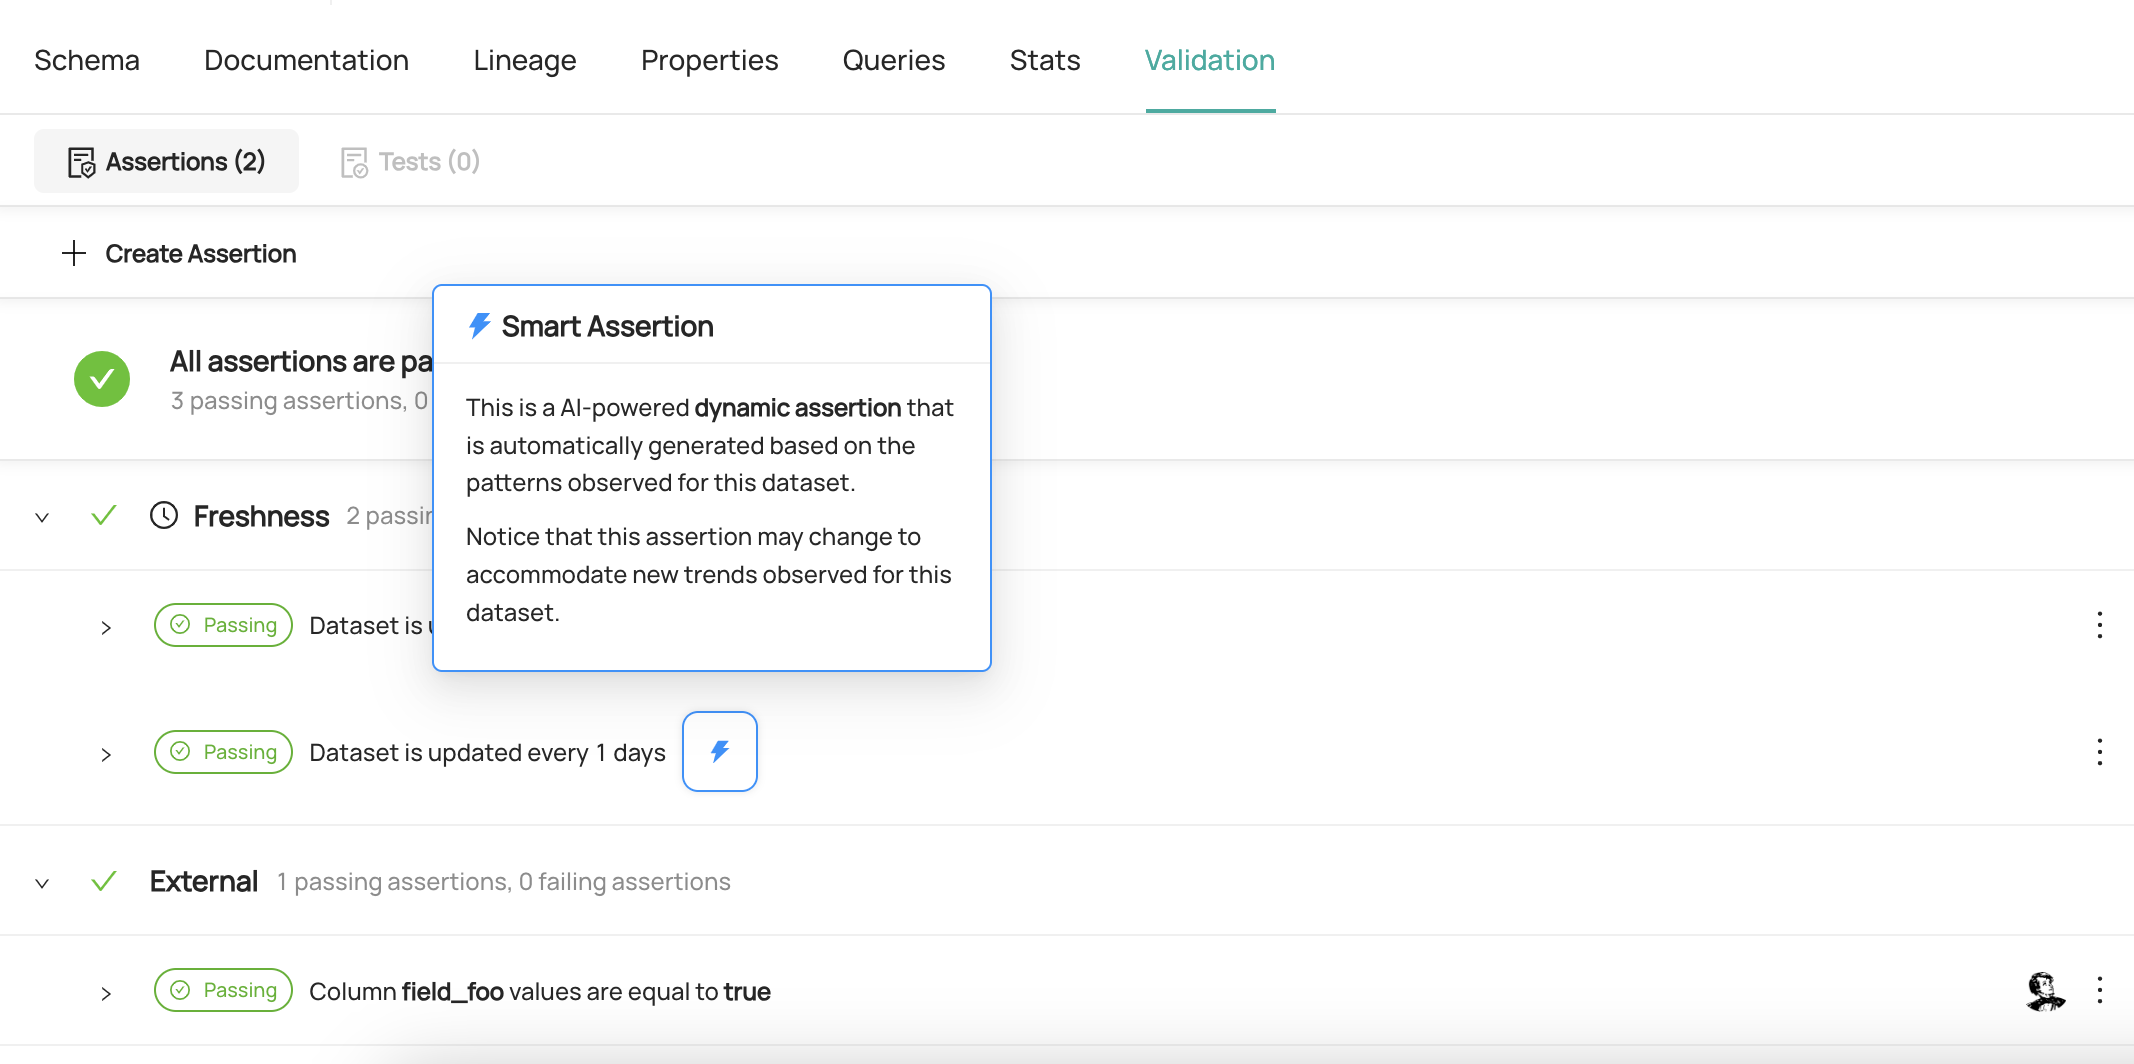 Schema Documentation Lineage Properties Queries Stats Validation
Assertions (2) Tests (0)
Create Assertion
Smart Assertion
This is a AI-powered dynamic assertion that
is automatically generated based on the
patterns observed for this dataset.
Notice that this assertion may change to
accommodate new trends observed for this
dataset.
All assertions are pa
3 passing assertions, 0
Freshness 2 passin
Passing Dataset is
Passing Dataset is updated every 1 days
External 1 passing assertions, 0 failing assertions
Passing Column field_foo values are equal to true